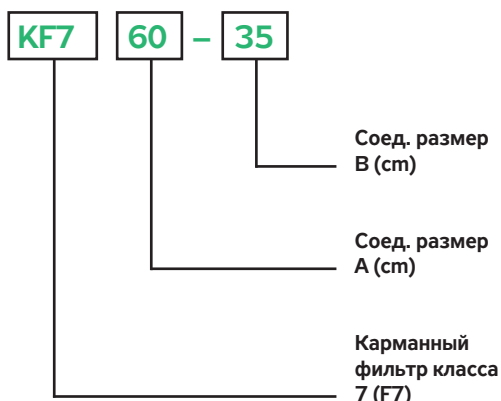 KF7 60 – 35
Соед. размер
B (cm)
Соед. размер
A (cm)
Карманный
фильтр класса
7 (F7)